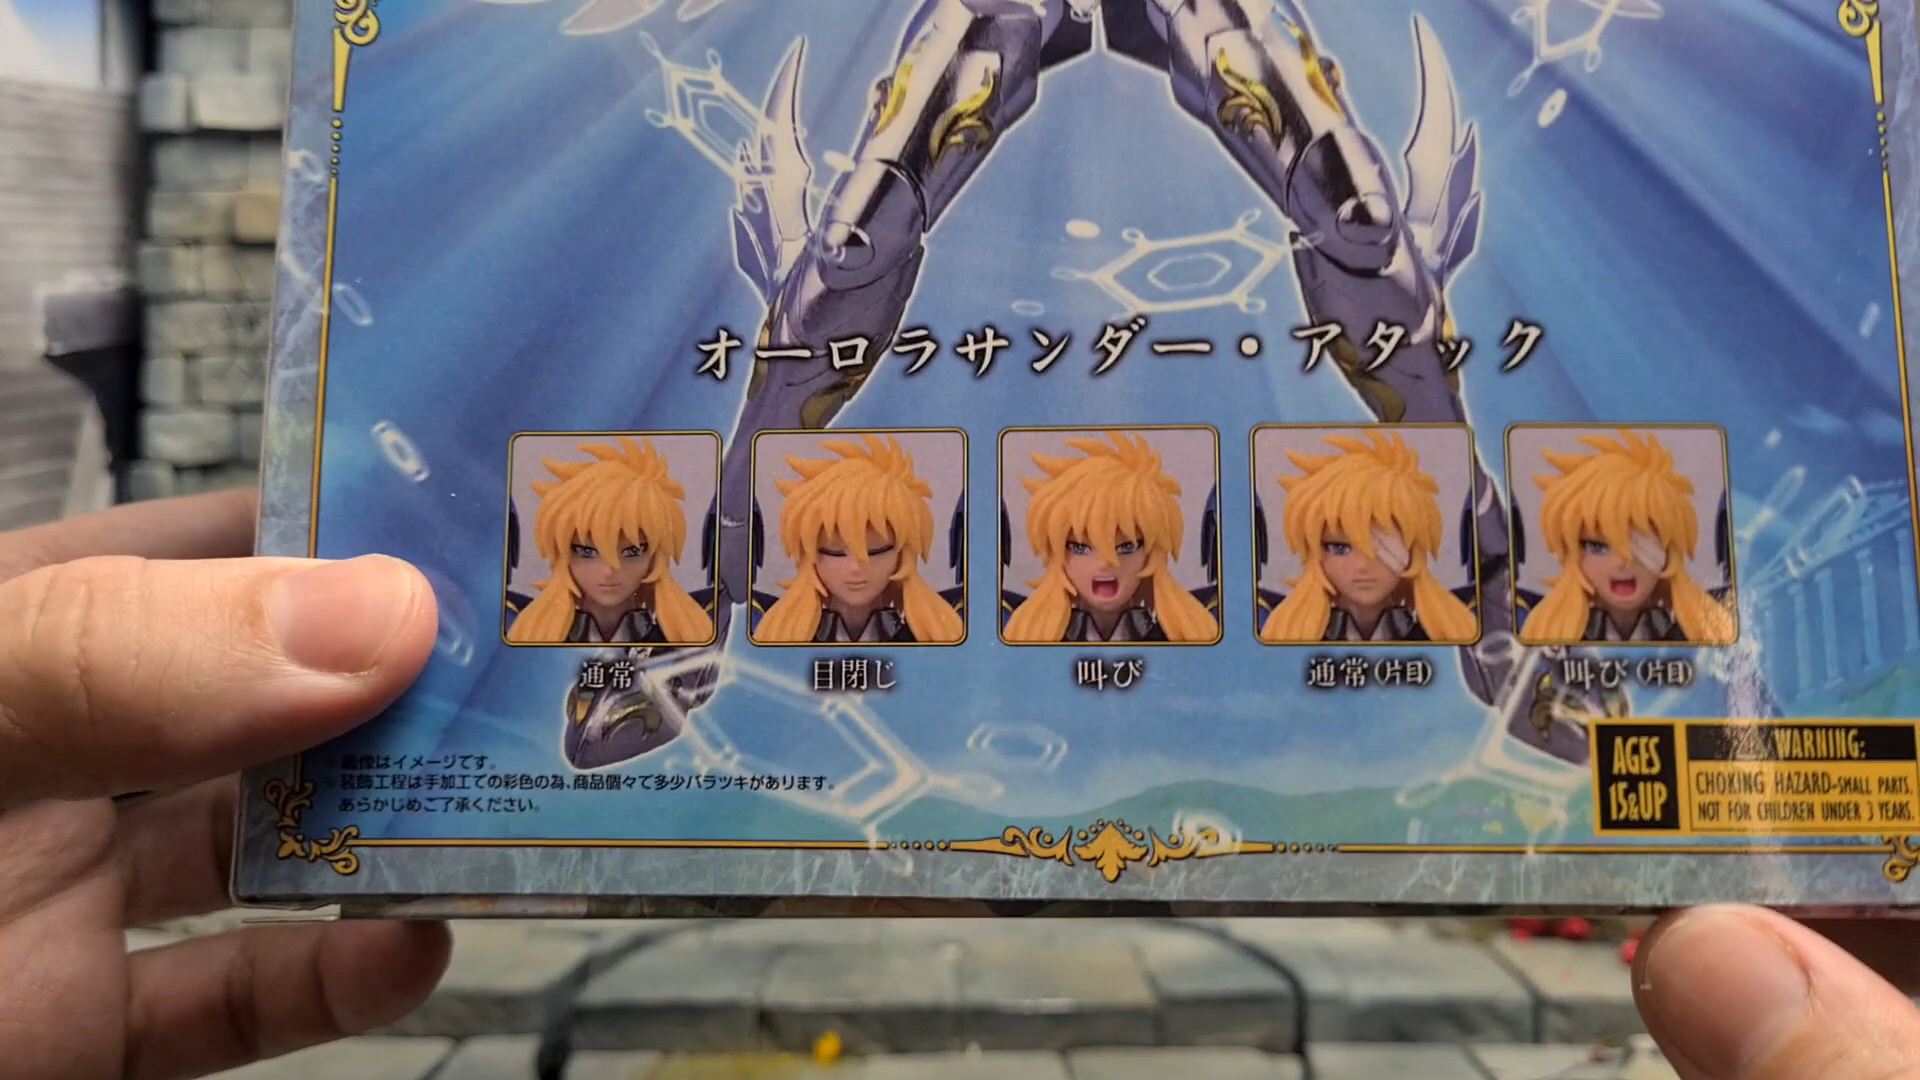 オーロラサンダー・アタック
通常
目閉じ
叫び
通常(片目)
叫び(片目)
※画像はイメージです。
※装飾工程は手加工での彩色の為、商品個々で多少バラツキがあります。
あらかじめご了承ください。
AGES
15&UP
WARNING:
CHOKING HAZARD-SMALL PARTS.
NOT FOR CHILDREN UNDER 3 YEARS.